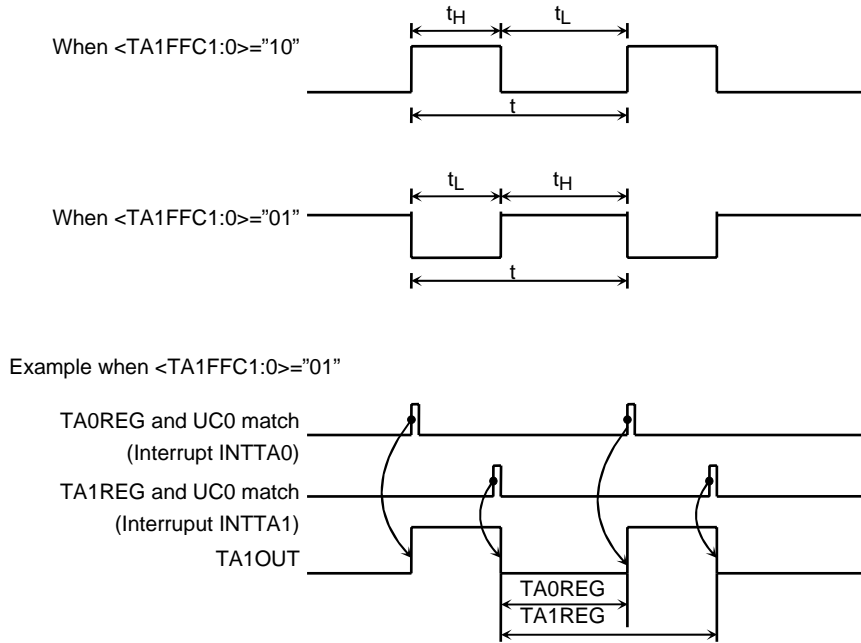 tH tL
When <TA1FFC1:0>="10"
t
tL tH
When <TA1FFC1:0>="01"
t
Example when <TA1FFC1:0>="01"
TA0REG and UC0 match
(Interrupt INTTA0)
TA1REG and UC0 match
(Interruput INTTA1)
TA1OUT
TA0REG
TA1REG